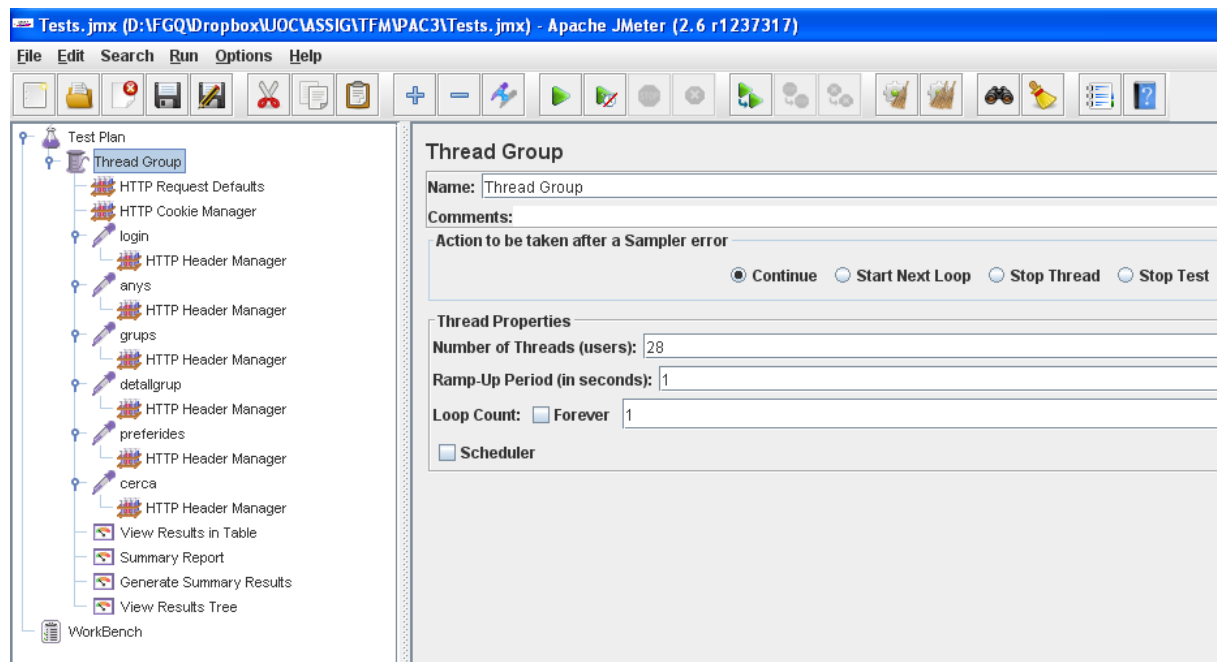 Tests.jmx (D:\FGQ\Dropbox\UOC\ASSIG\TFM\PAC3\Tests.jmx) - Apache JMeter (2.6 r1237317)
File Edit Search Run Options Help
Test Plan
Thread Group
HTTP Request Defaults
HTTP Cookie Manager
login
HTTP Header Manager
anys
HTTP Header Manager
grups
HTTP Header Manager
detallgrup
HTTP Header Manager
preferides
HTTP Header Manager
cerca
HTTP Header Manager
View Results in Table
Summary Report
Generate Summary Results
View Results Tree
WorkBench
Thread Group
Name: Thread Group
Comments:
Action to be taken after a Sampler error
Continue Start Next Loop Stop Thread Stop Test
Thread Properties
Number of Threads (users): 28
Ramp-Up Period (in seconds): 1
Loop Count: Forever 1
Scheduler